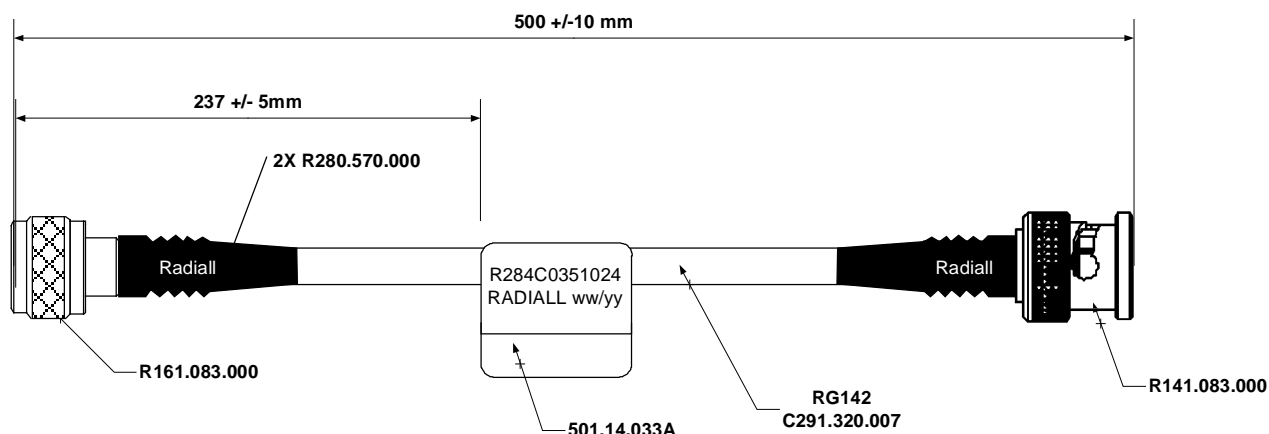 500 +/-10 mm
237 +/- 5mm
2X R280.570.000
Radiall
R284C0351024
RADIALL ww/yy
Radiall
R161.083.000
R141.083.000
RG142
C291.320.007
501.14.033A